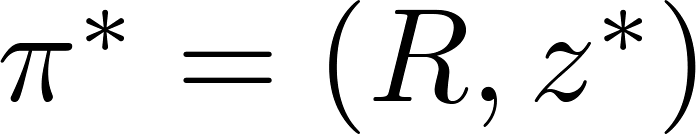 π* = (R, z*)